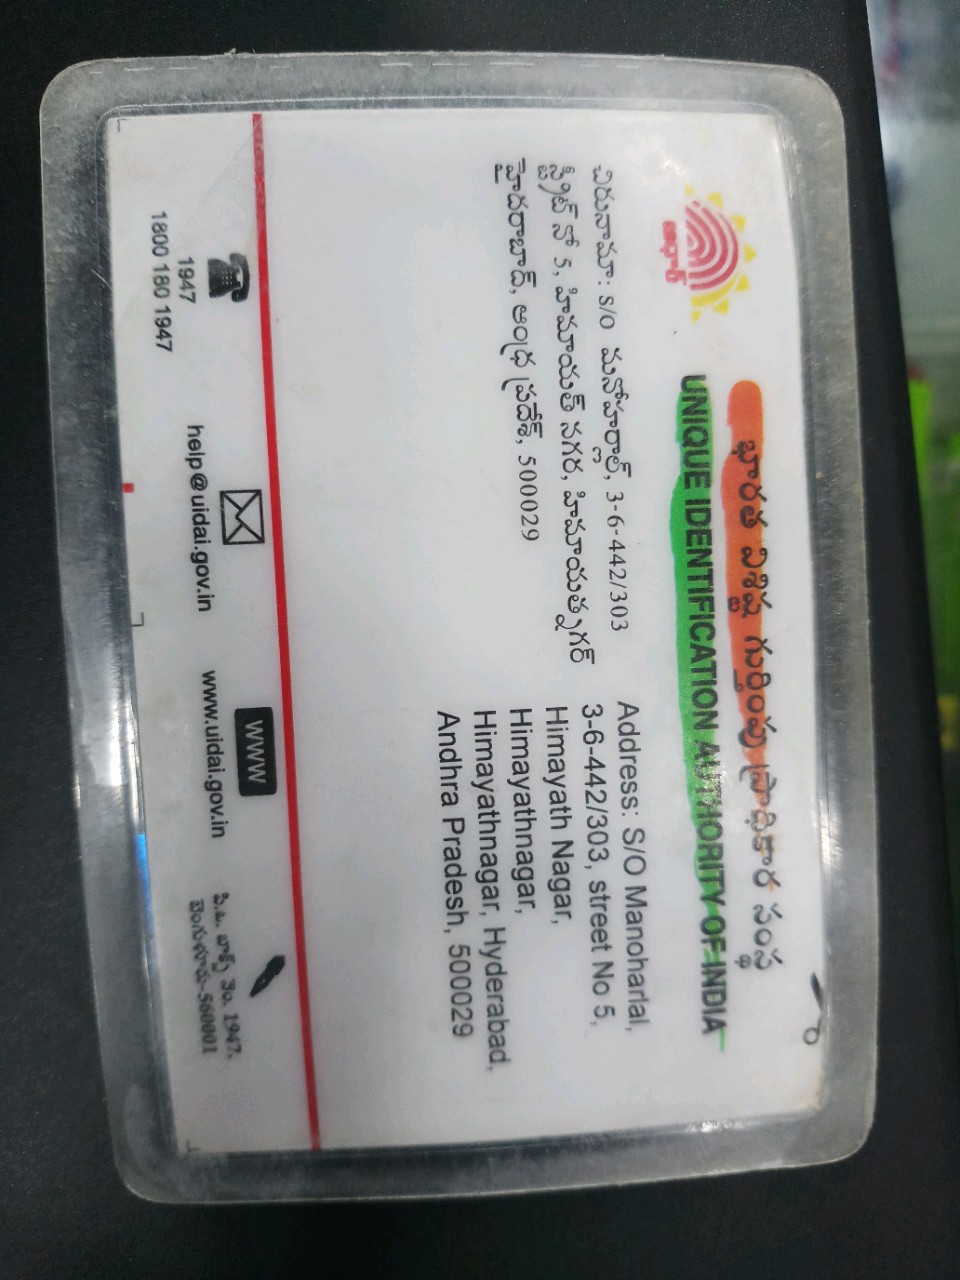 భారత విశిష్ట గుర్తింపు ప్రాధికార సంస్థ
UNIQUE IDENTIFICATION AUTHORITY OF INDIA
ఆధార్
చిరునామా: S/O మనోహర్లాల్, 3-6-442/303
స్ట్రీట్ నో 5, హిమాయత్ నగర, హిమాయత్నగర్
హైదరాబాద్, ఆంధ్ర ప్రదేశ్, 500029
Address: S/O Manoharlal,
3-6-442/303, street No 5,
Himayath Nagar,
Himayathnagar,
Himayathnagar, Hyderabad,
Andhra Pradesh, 500029
1947
1800 180 1947
help@uidai.gov.in
WWW
www.uidai.gov.in
పి.ఓ. బాక్స్ నెం. 1947,
బెంగుళూరు-560001